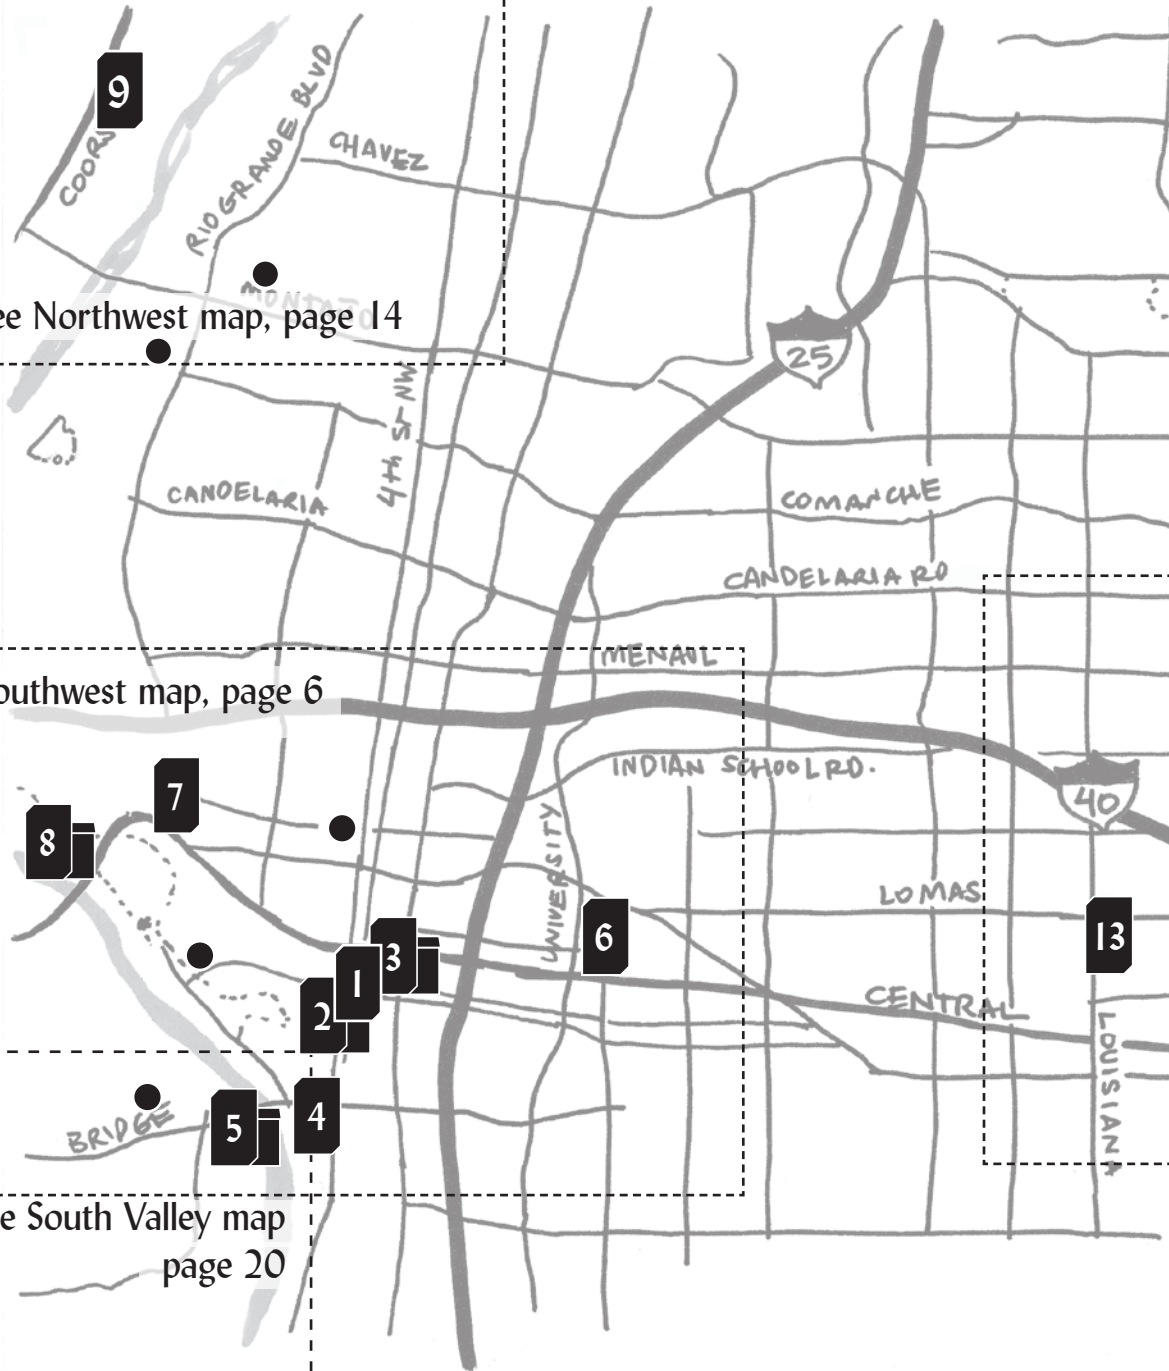 9
COORS
RIO GRANDE BLVD
CHAVEZ
MONTAÑO
ee Northwest map, page 14
25
4th ST NW
CANDELARIA
COMANCHE
CANDELARIA RD
MENAUL
outhwest map, page 6
INDIAN SCHOOL RD.
40
7
8
UNIVERSITY
LOMAS
6
13
3
1
2
CENTRAL
LOUISIANA
4
5
BRIDGE
e South Valley map
page 20